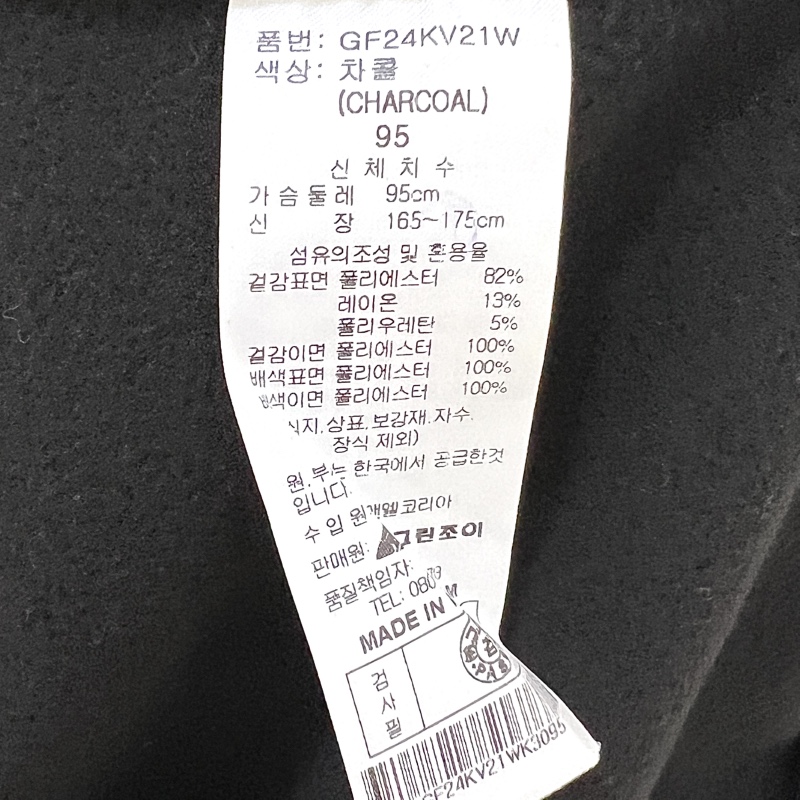 품번: GF24KV21W
색상: 차콜
(CHARCOAL)
95
신 체 치 수
가 슴 둘 레 95cm
신 장 165~175cm
섬유의조성 및 혼용율
겉감표면 폴리에스터 82%
레이온 13%
폴리우레탄 5%
겉감이면 폴리에스터 100%
배색표면 폴리에스터 100%
배색이면 폴리에스터 100%
상표,보강재,자수,
장식 제외)
원,부는 한국에서 공급한것
입니다.
수 입 원 코리아
판매원: 그린조이
품질책임자:
TEL: 080
MADE IN
검
사
필
GF24KV21WK3095